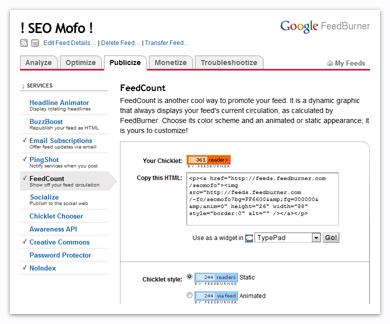 ! SEO Mofo !
Google FeedBurner
Edit Feed Details... | Delete Feed... | Transfer Feed...
Analyze Optimize Publicize Monetize Troubleshootize My Feeds
↓ SERVICES
Headline Animator
Display rotating headlines
BuzzBoost
Republish your feed as HTML
✓ Email Subscriptions
Offer feed updates via email
✓ PingShot
Notify services when you post
✓ FeedCount
Show off your feed circulation
Socialize
Publish to the social web
Chicklet Chooser
Awareness API
✓ Creative Commons
Password Protector
✓ NoIndex
FeedCount
FeedCount is another cool way to promote your feed. It is a dynamic graphic
that always displays your feed's current circulation, as calculated by
FeedBurner. Choose its color scheme and an animated or static appearance; it
is yours to customize!
Your Chicklet: 361 readers
BY FEEDBURNER
Copy this HTML:
<p><a href="http://feeds.feedburner.com
/seomofo"><img
src="http://feeds.feedburner.com
/~fc/seomofo?bg=FF6600&amp;fg=000000&
amp;anim=0" height="26" width="88"
style="border:0" alt="" /></a></p>
Use as a widget in TypePad Go!
Chicklet style: 244 readers Static
BY FEEDBURNER
244 via feed Animated
BY FEEDBURNER